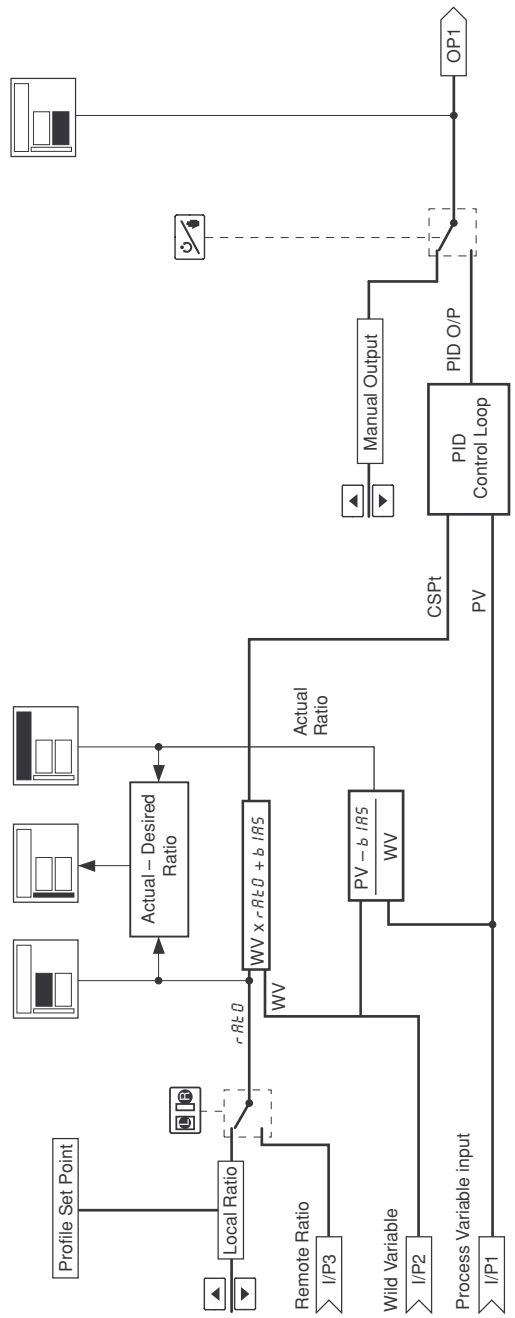 Profile Set Point
Local Ratio
Remote Ratio
I/P3
Wild Variable
I/P2
Process Variable input
I/P1
L R
rAtO
WV
Actual – Desired
Ratio
WV x rAtO + bIAS
PV – bIAS
WV
Actual
Ratio
CSPt
PV
Manual Output
PID
Control Loop
PID O/P
OP1